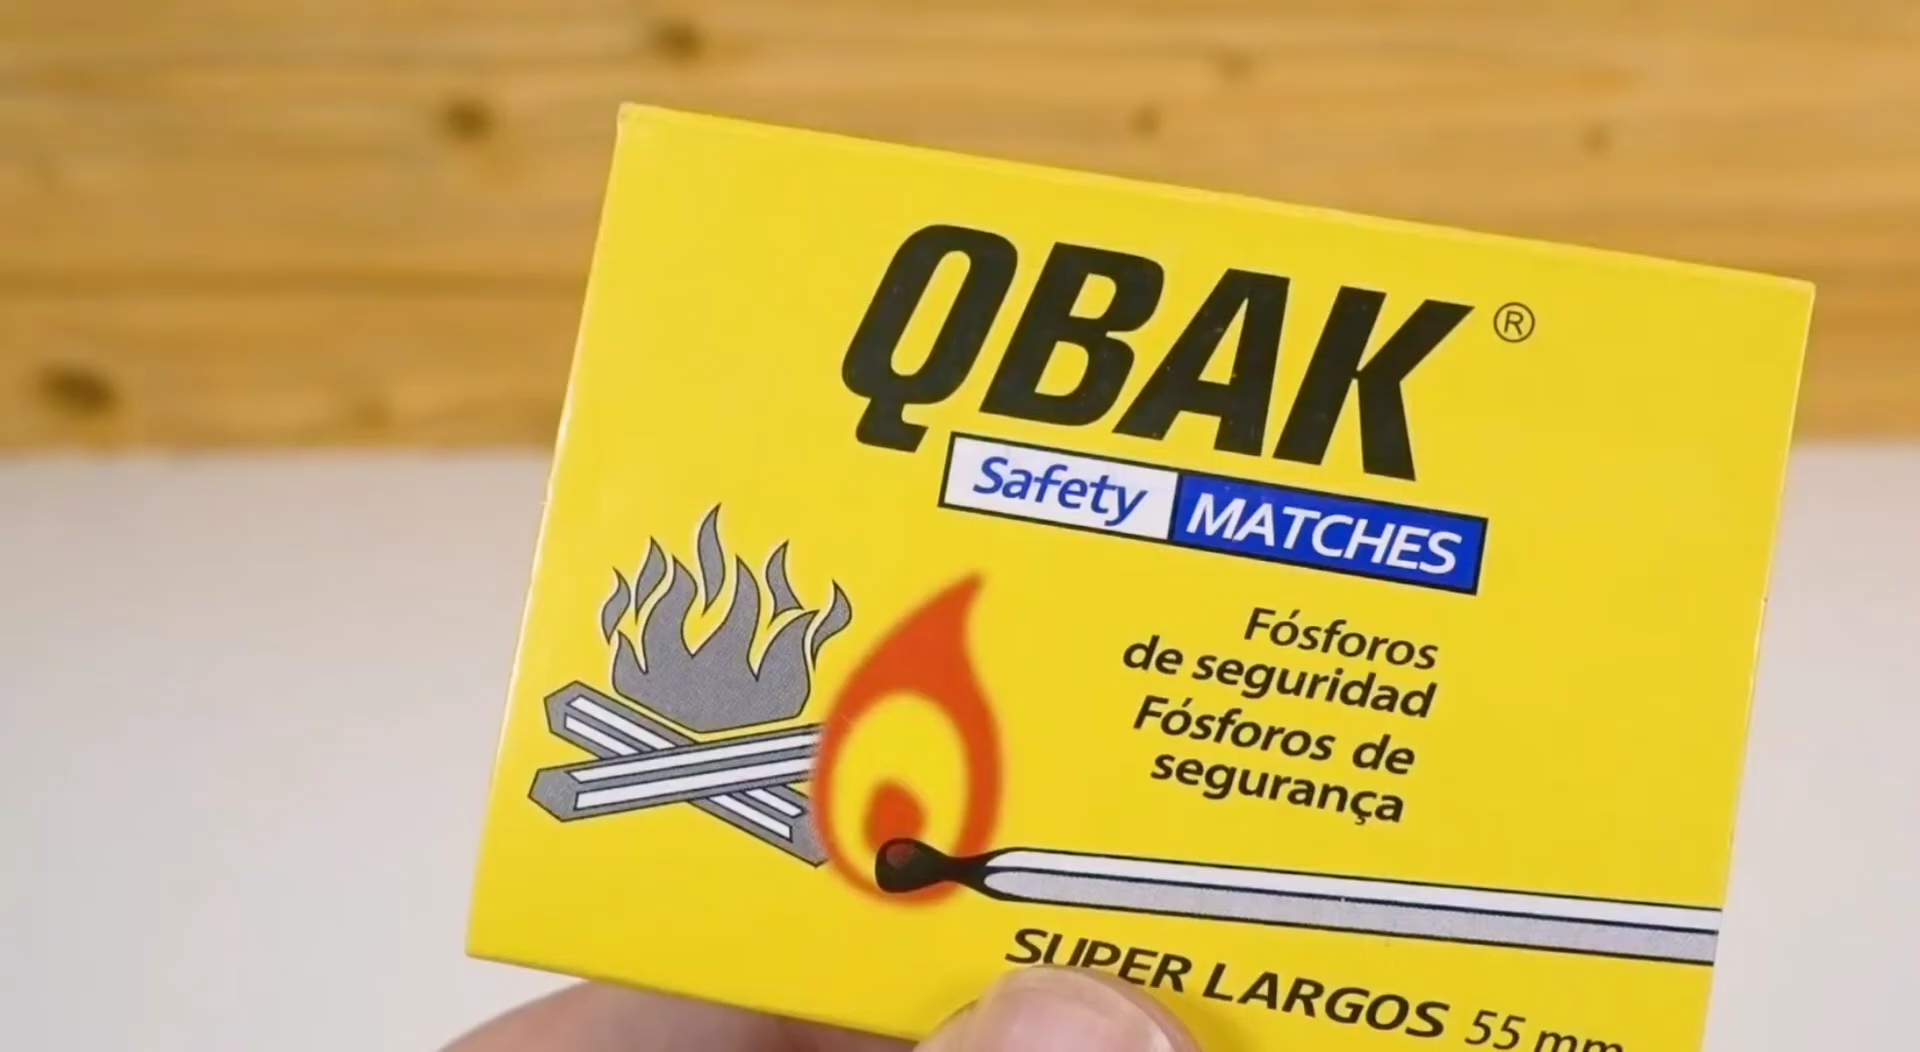 QBAK®
Safety MATCHES
Fósforos
de seguridad
Fósforos de
segurança
SUPER LARGOS 55 mm